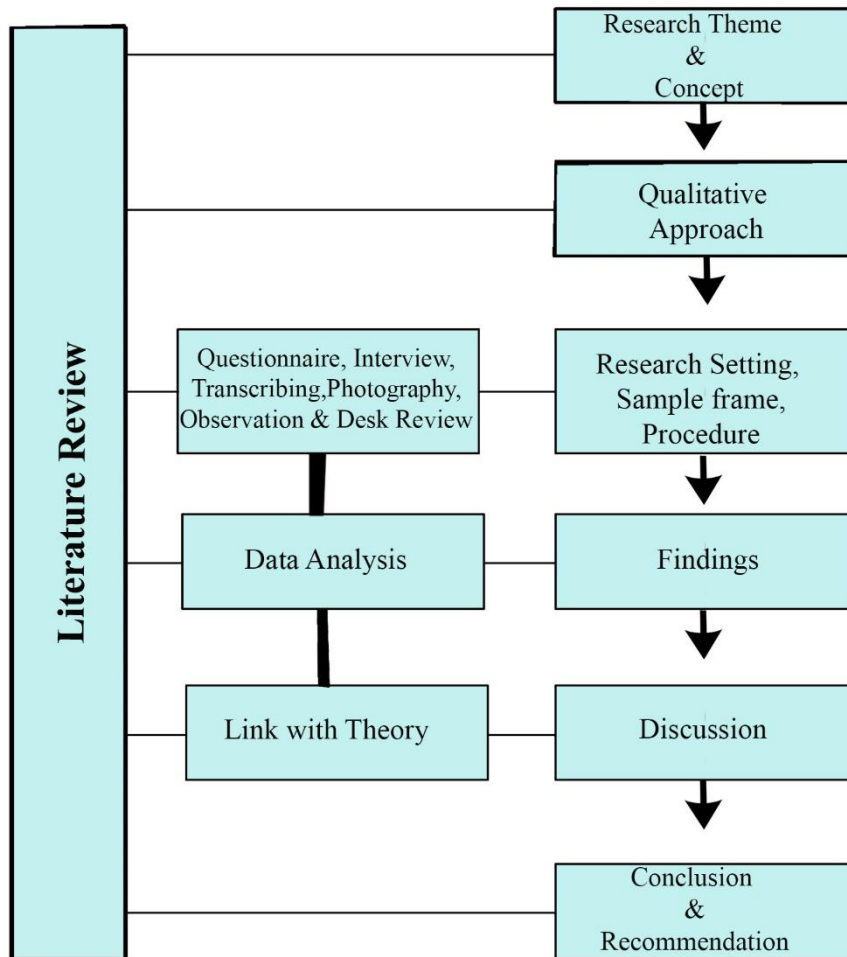 Literature Review
Research Theme
&
Concept
Qualitative
Approach
Questionnaire, Interview,
Transcribing,Photography,
Observation & Desk Review
Research Setting,
Sample frame,
Procedure
Data Analysis
Findings
Link with Theory
Discussion
Conclusion
&
Recommendation